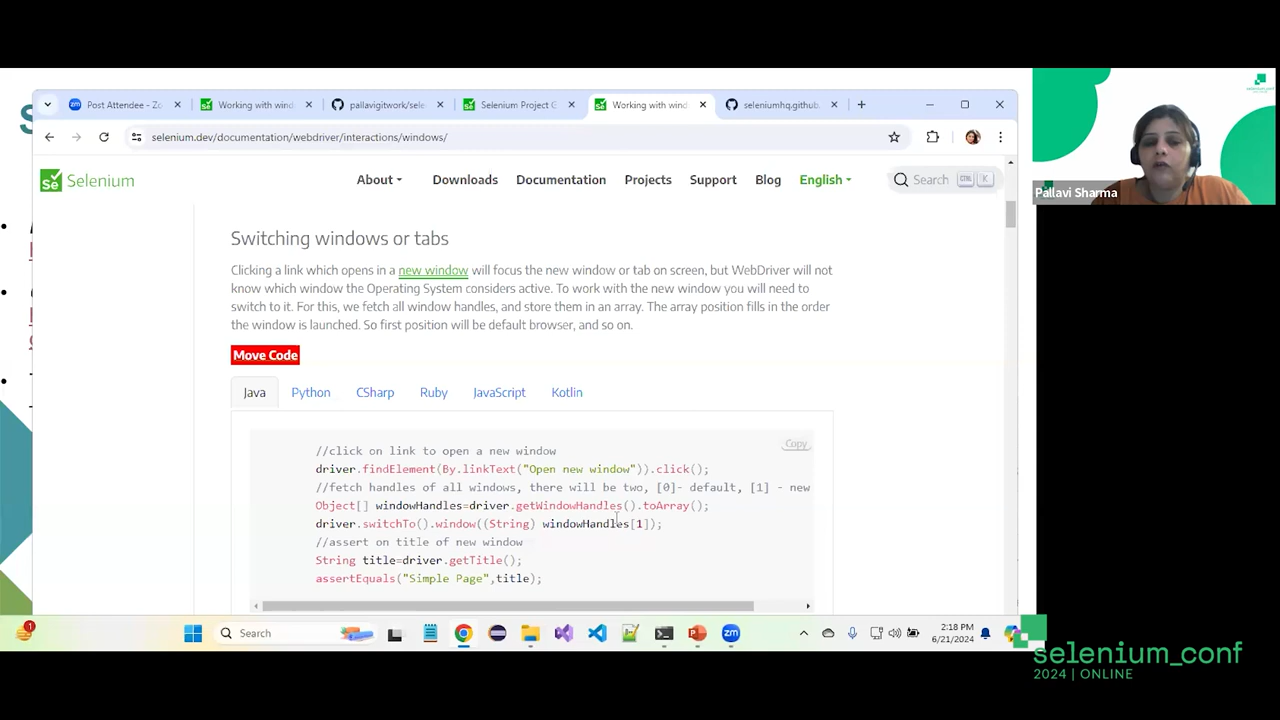 Post Attendee - Zo
Working with wind
pallavigitwork/sele
Selenium Project G
Working with wind
seleniumhq.github.
selenium.dev/documentation/webdriver/interactions/windows/
Selenium
About
Downloads
Documentation
Projects
Support
Blog
English
Search
CTRL
K
Pallavi Sharma
Switching windows or tabs
Clicking a link which opens in a new window will focus the new window or tab on screen, but WebDriver will not
know which window the Operating System considers active. To work with the new window you will need to
switch to it. For this, we fetch all window handles, and store them in an array. The array position fills in the order
the window is launched. So first position will be default browser, and so on.
Move Code
Java
Python
CSharp
Ruby
JavaScript
Kotlin
Copy
//click on link to open a new window
driver.findElement(By.linkText("Open new window")).click();
//fetch handles of all windows, there will be two, [0]- default, [1] - new
Object[] windowHandles=driver.getWindowHandles().toArray();
driver.switchTo().window((String) windowHandles[1]);
//assert on title of new window
String title=driver.getTitle();
assertEquals("Simple Page",title);
1
Search
2:18 PM
6/21/2024
selenium_conf
2024 | ONLINE